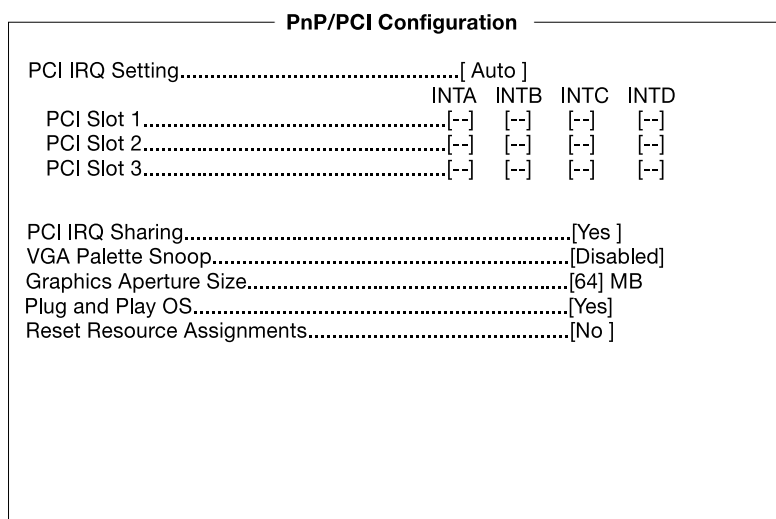 PnP/PCI Configuration
PCI IRQ Setting................................................[ Auto ]
INTA INTB INTC INTD
PCI Slot 1....................................................[--] [--] [--] [--]
PCI Slot 2....................................................[--] [--] [--] [--]
PCI Slot 3....................................................[--] [--] [--] [--]
PCI IRQ Sharing...................................................................[Yes ]
VGA Palette Snoop.............................................................[Disabled]
Graphics Aperture Size.......................................................[64] MB
Plug and Play OS................................................................[Yes]
Reset Resource Assignments.............................................[No ]